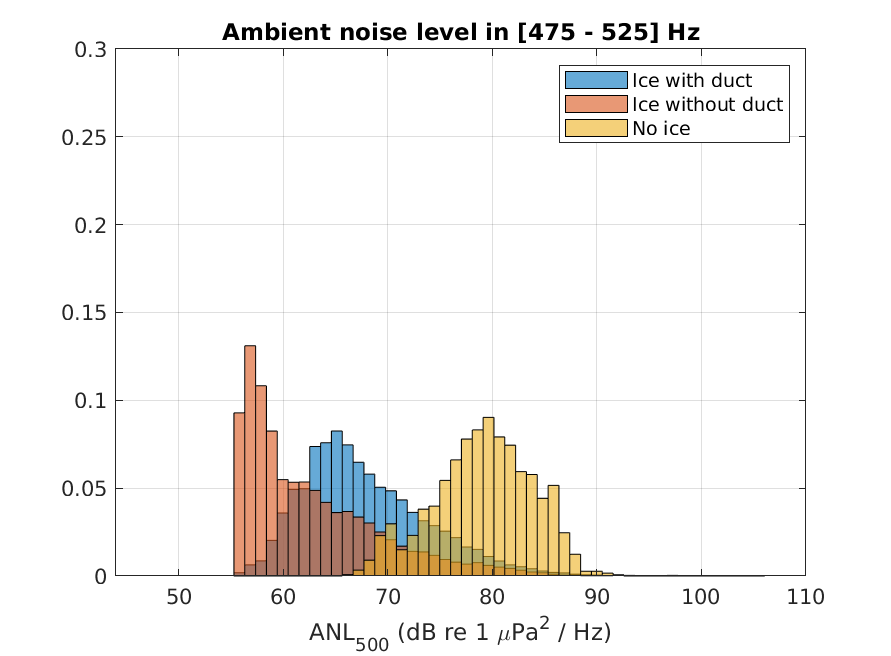 Ambient noise level in [475 - 525] Hz
0.3
0.25
0.2
0.15
0.1
0.05
0
Ice with duct
Ice without duct
No ice
50 60 70 80 90 100 110
ANL500 (dB re 1 μPa2 / Hz)